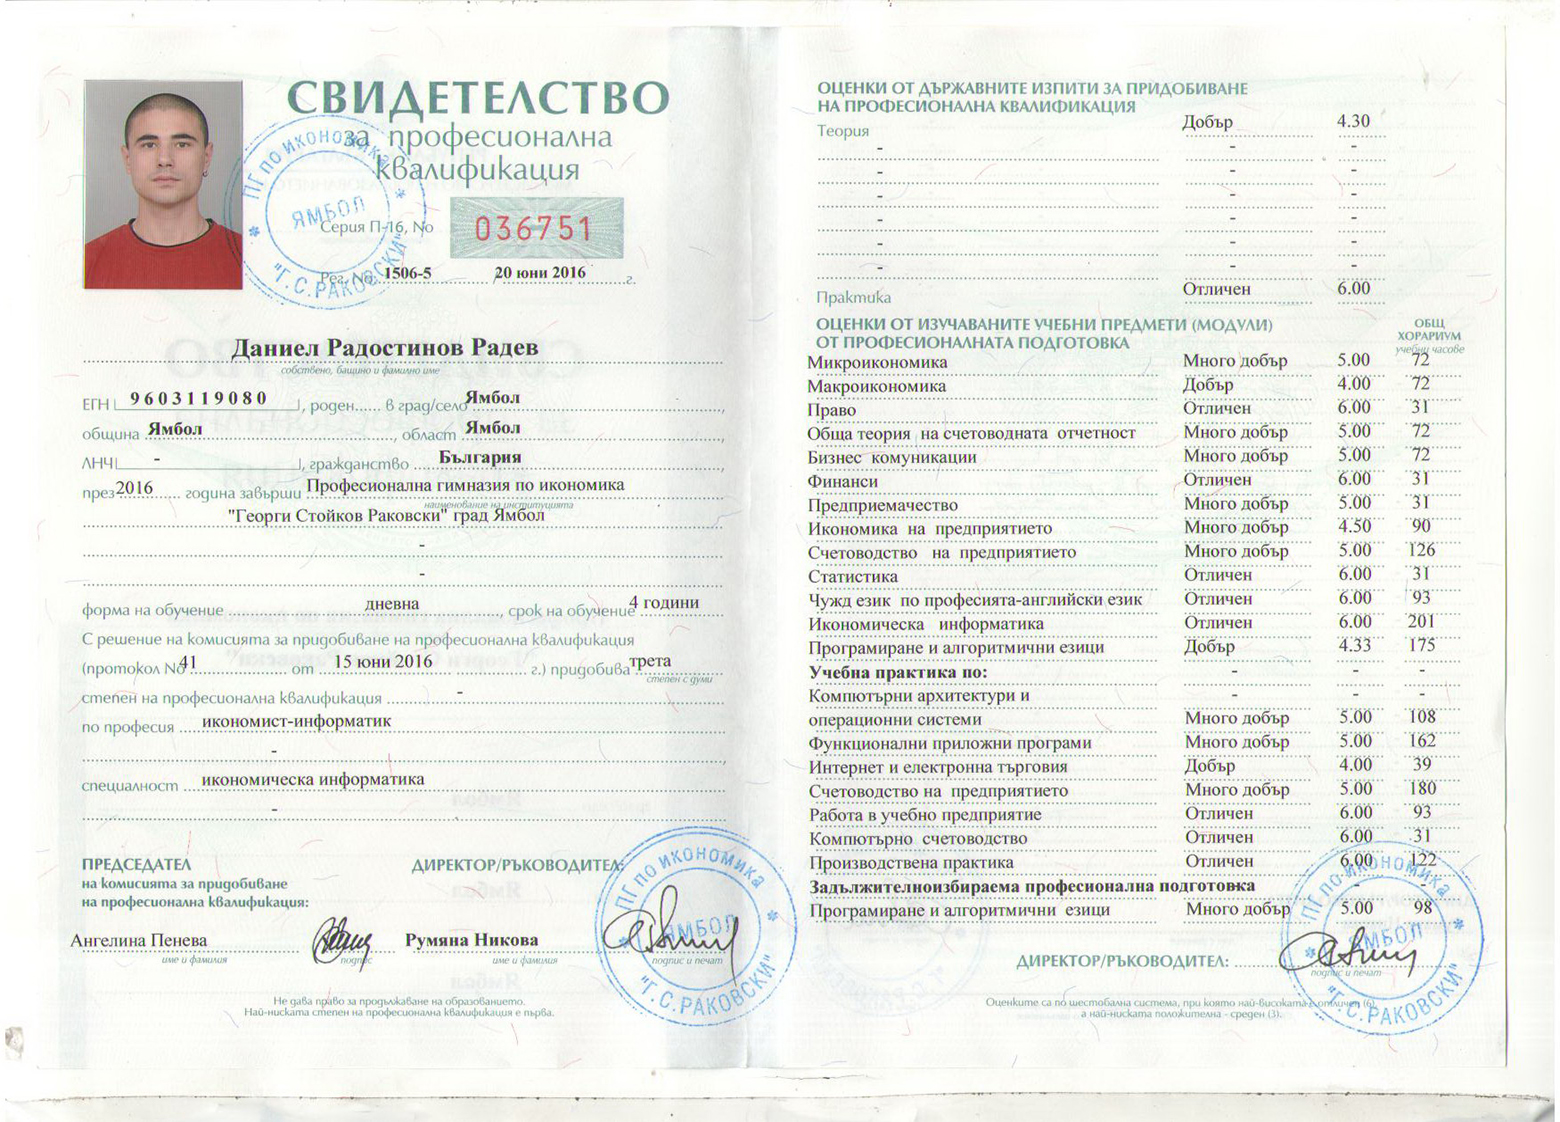 СВИДЕТЕЛСТВО
за професионална
квалификация
Серия П-16, No 036751
Рег. No 1506-5 20 юни 2016 г.
ПГ по икономика
ЯМБОЛ
"Г.С.РАКОВСКИ"
Даниел Радостинов Радев
собствено, бащино и фамилно име
ЕГН 9603119080, роден...... в град/село Ямбол,
община Ямбол, област Ямбол,
ЛНЧ -, гражданство България,
през 2016 година завърши Професионална гимназия по икономика
наименование на институцията
"Георги Стойков Раковски" град Ямбол
-
-
форма на обучение дневна, срок на обучение 4 години
С решение на комисията за придобиване на професионална квалификация
(протокол No 41 от 15 юни 2016 г.) придобива трета
степен с думи
степен на професионална квалификация -
по професия икономист-информатик
-
специалност икономическа информатика
-
ПРЕДСЕДАТЕЛ
на комисията за придобиване
на професионална квалификация:
ДИРЕКТОР/РЪКОВОДИТЕЛ:
Ангелина Пенева
Румяна Никова
име и фамилия подпис име и фамилия подпис и печат
ПГ по икономика
ЯМБОЛ
"Г.С.РАКОВСКИ"
Не дава право за продължаване на образованието.
Най-ниската степен на професионална квалификация е първа.
ОЦЕНКИ ОТ ДЪРЖАВНИТЕ ИЗПИТИ ЗА ПРИДОБИВАНЕ
НА ПРОФЕСИОНАЛНА КВАЛИФИКАЦИЯ
Теория Добър 4.30
- - -
- - -
- - -
- - -
- - -
- - -
Практика Отличен 6.00
ОЦЕНКИ ОТ ИЗУЧАВАНИТЕ УЧЕБНИ ПРЕДМЕТИ (МОДУЛИ)
ОТ ПРОФЕСИОНАЛНАТА ПОДГОТОВКА
ОБЩ
ХОРАРИУМ
учебни часове
Микроикономика Много добър 5.00 72
Макроикономика Добър 4.00 72
Право Отличен 6.00 31
Обща теория на счетоводната отчетност Много добър 5.00 72
Бизнес комуникации Много добър 5.00 72
Финанси Отличен 6.00 31
Предприемачество Много добър 5.00 31
Икономика на предприятието Много добър 4.50 90
Счетоводство на предприятието Много добър 5.00 126
Статистика Отличен 6.00 31
Чужд език по професията-английски език Отличен 6.00 93
Икономическа информатика Отличен 6.00 201
Програмиране и алгоритмични езици Добър 4.33 175
Учебна практика по: - - -
Компютърни архитектури и - - -
операционни системи Много добър 5.00 108
Функционални приложни програми Много добър 5.00 162
Интернет и електронна търговия Добър 4.00 39
Счетоводство на предприятието Много добър 5.00 180
Работа в учебно предприятие Отличен 6.00 93
Компютърно счетоводство Отличен 6.00 31
Производствена практика Отличен 6.00 122
Задължителноизбираема професионална подготовка - -
Програмиране и алгоритмични езици Много добър 5.00 98
ДИРЕКТОР/РЪКОВОДИТЕЛ:
подпис и печат
ПГ по икономика
ЯМБОЛ
"Г.С.РАКОВСКИ"
Оценките са по шестобална система, при която най-високата е отличен (6),
а най-ниската положителна - среден (3).